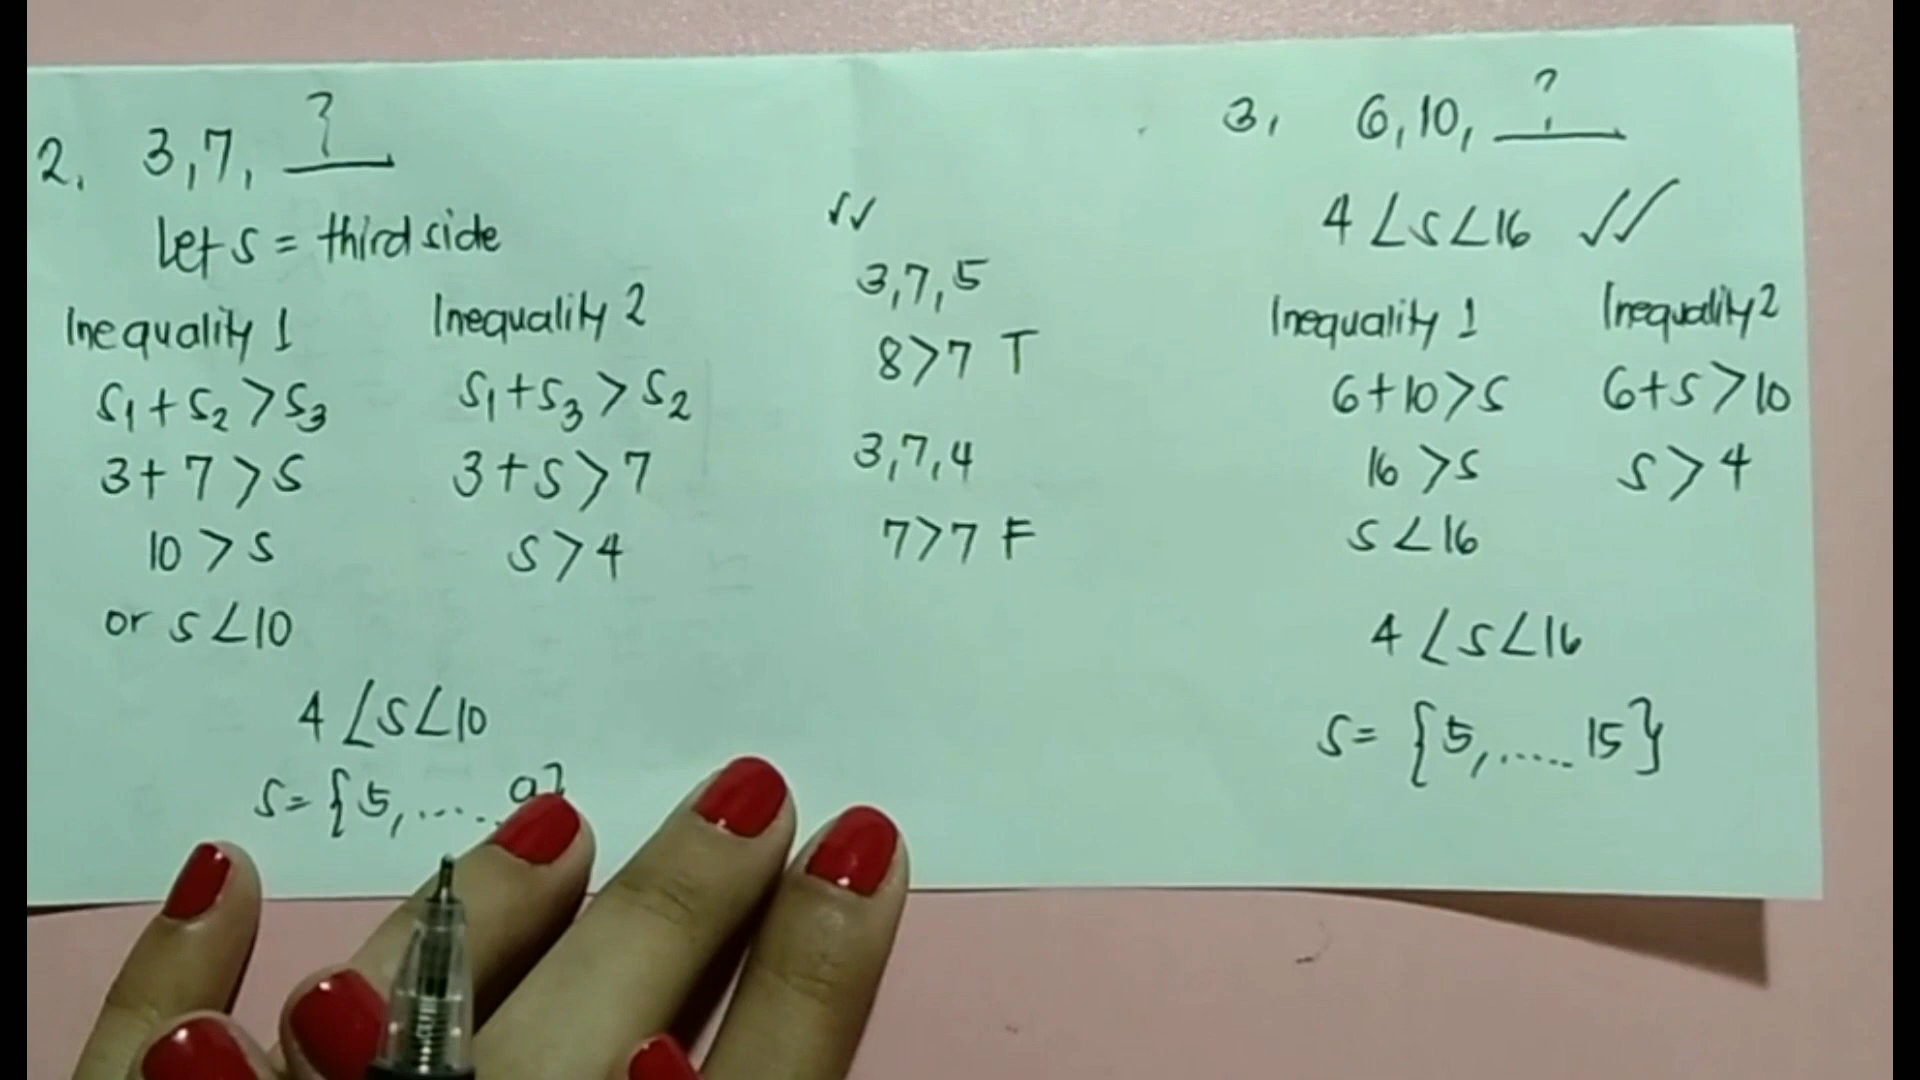 2. 3,7, ?
Let s = third side
Inequality 1
s₁+s₂>s₃
3+7>s
10>s
or s<10
Inequality 2
s₁+s₃>s₂
3+s>7
s>4
4<s<10
s={5,.....9}
✓✓
3,7,5
8>7 T
3,7,4
7>7 F
3, 6,10, ?
4<s<16 //
Inequality 1
6+10>s
16>s
s<16
Inequality 2
6+s>10
s>4
4<s<16
s={5,.....15}